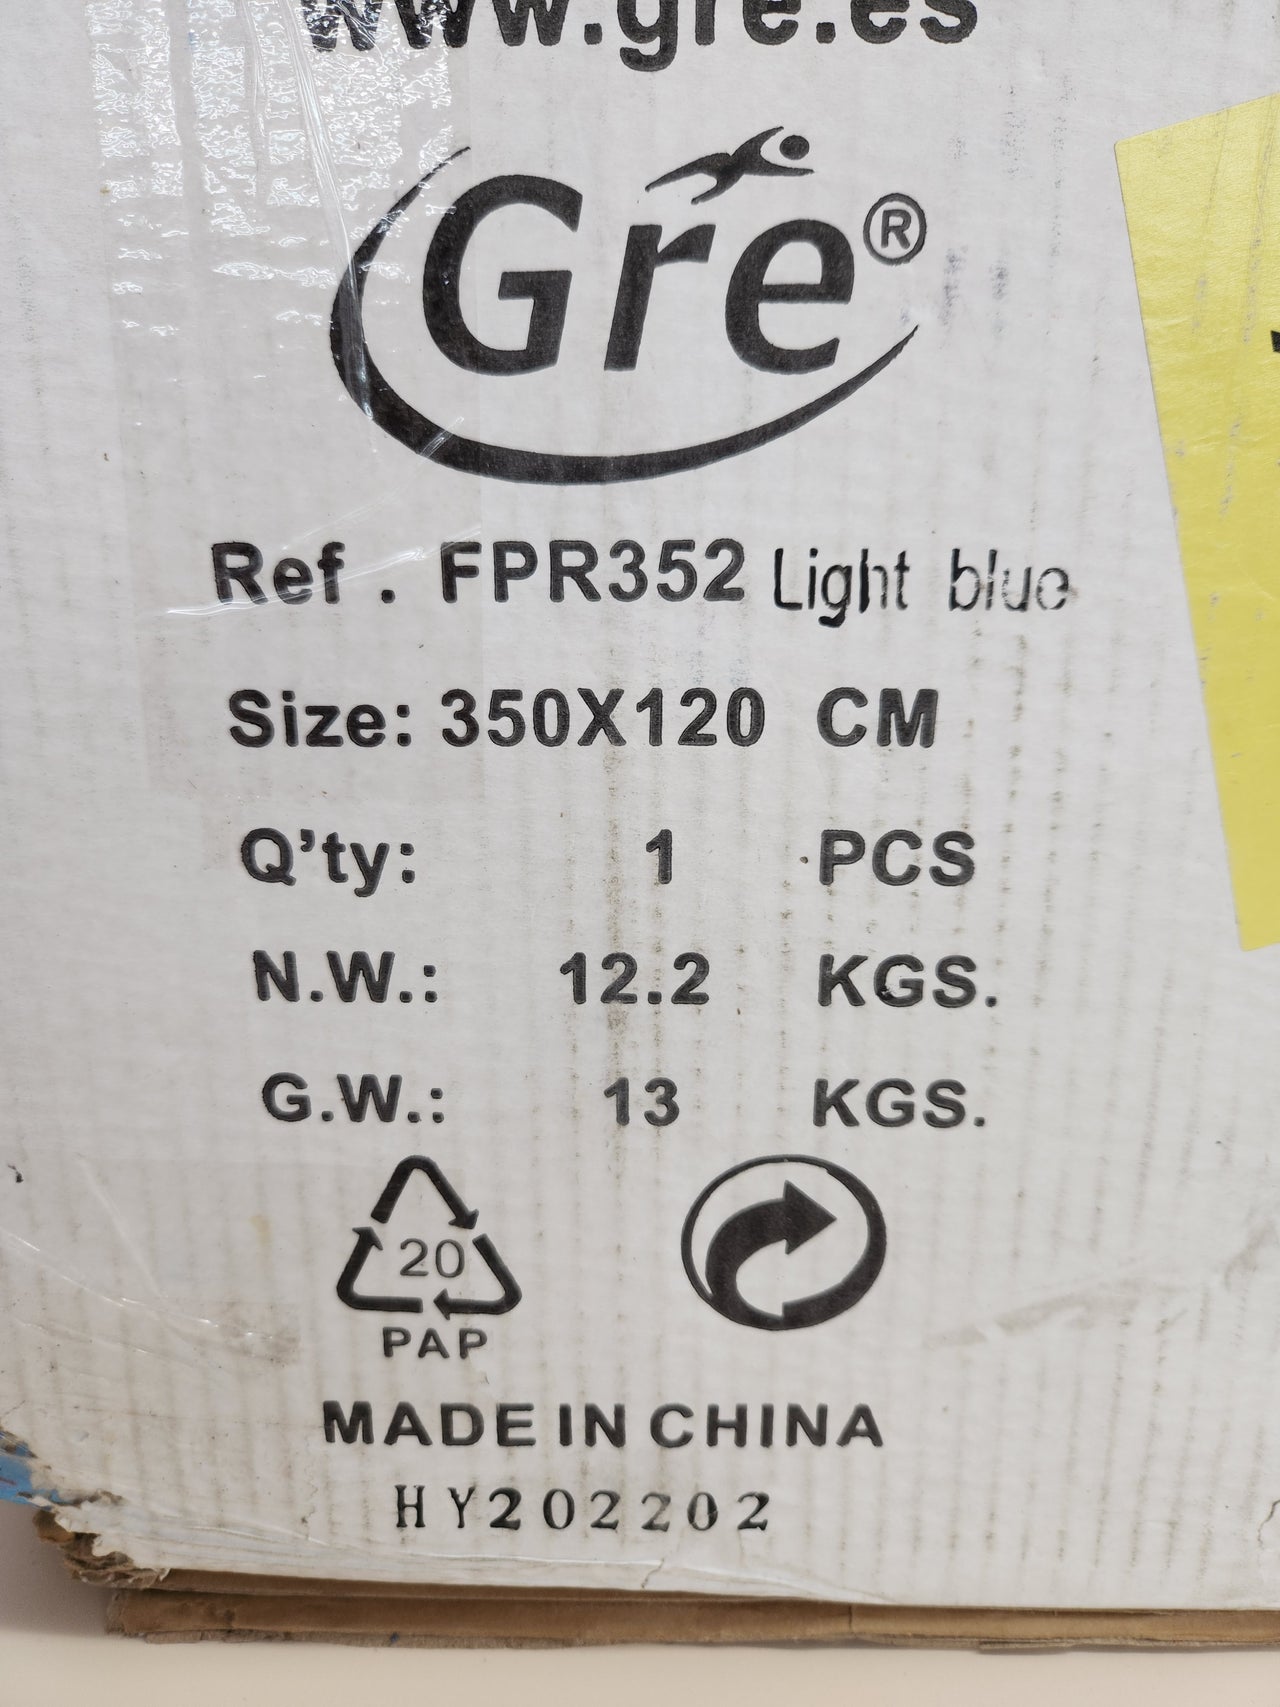 www.gre.es
Gre®
Ref . FPR352 Light blue
Size: 350X120 CM
Q'ty: 1 PCS
N.W.: 12.2 KGS.
G.W.: 13 KGS.
20
PAP
MADE IN CHINA
HY202202